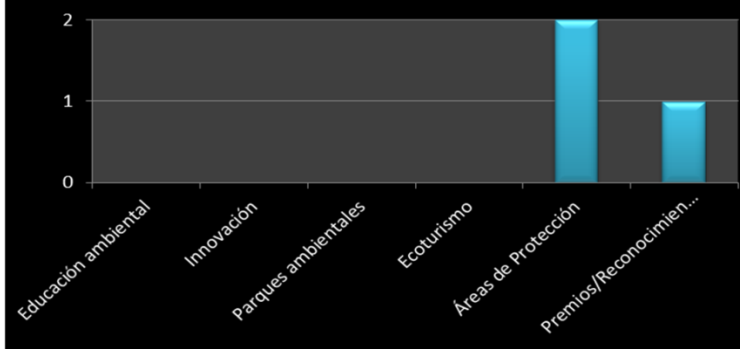 2
1
0
Educación ambiental
Innovación
Parques ambientales
Ecoturismo
Áreas de Protección
Premios/Reconocimien...